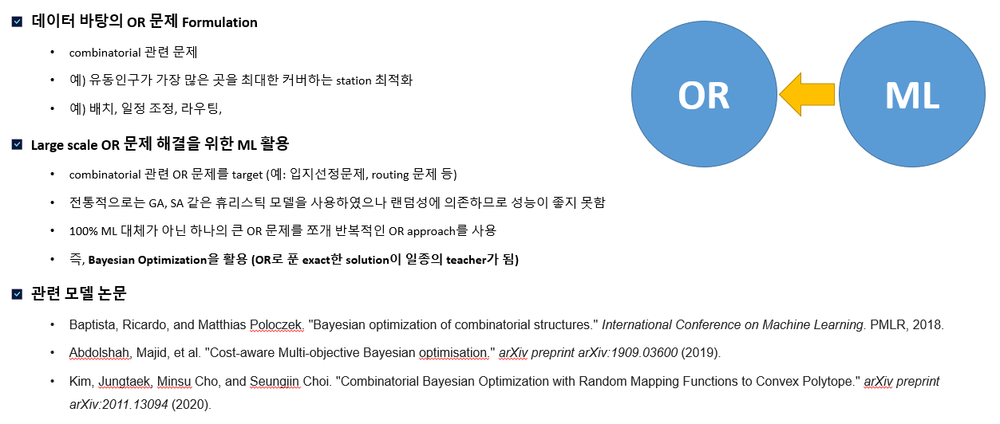 데이터 바탕의 OR 문제 Formulation
combinatorial 관련 문제
예) 유동인구가 가장 많은 곳을 최대한 커버하는 station 최적화
예) 배치, 일정 조정, 라우팅,
OR
ML
Large scale OR 문제 해결을 위한 ML 활용
combinatorial 관련 OR 문제를 target (예: 입지선정문제, routing 문제 등)
전통적으로는 GA, SA 같은 휴리스틱 모델을 사용하였으나 랜덤성에 의존하므로 성능이 좋지 못함
100% ML 대체가 아닌 하나의 큰 OR 문제를 쪼개 반복적인 OR approach를 사용
즉, Bayesian Optimization을 활용 (OR로 푼 exact한 solution이 일종의 teacher가 됨)
관련 모델 논문
Baptista, Ricardo, and Matthias Poloczek. "Bayesian optimization of combinatorial structures." International Conference on Machine Learning. PMLR, 2018.
Abdolshah, Majid, et al. "Cost-aware Multi-objective Bayesian optimisation." arXiv preprint arXiv:1909.03600 (2019).
Kim, Jungtaek, Minsu Cho, and Seungjin Choi. "Combinatorial Bayesian Optimization with Random Mapping Functions to Convex Polytope." arXiv preprint
arXiv:2011.13094 (2020).